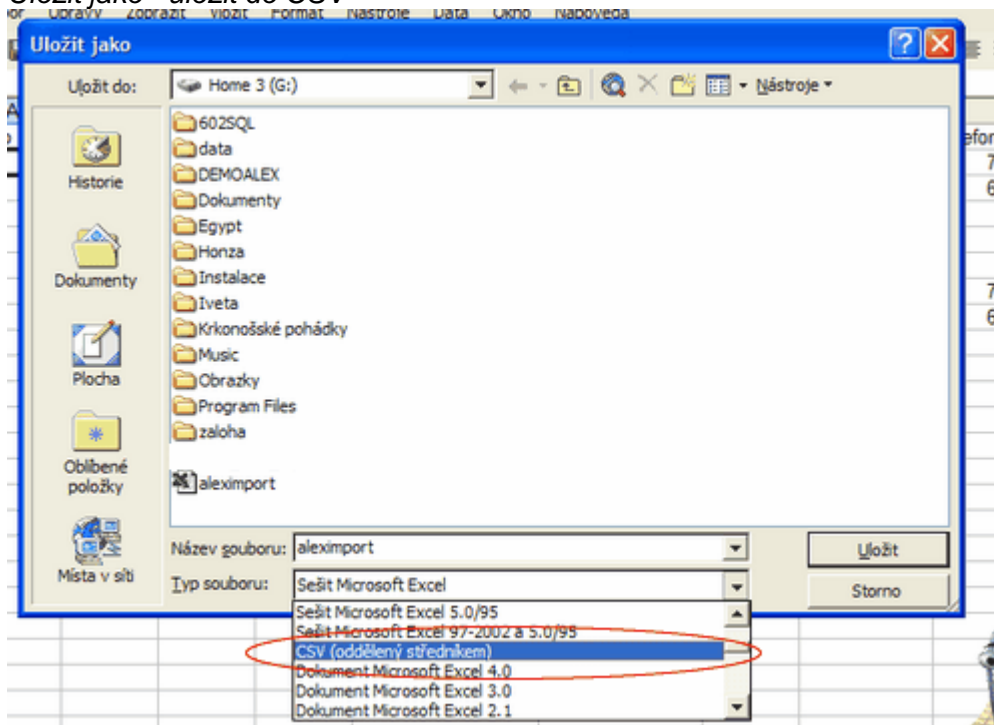 Uložit jako - uložit do CSV
Úpravy Zobrazit Vložit Formát Nástroje Data Okno Nápověda
Uložit jako
Uložit do: Home 3 (G:) Nástroje
602SQL
data
DEMOALEX
Dokumenty
Egypt
Honza
Instalace
Iveta
Krkonošské pohádky
Music
Obrazky
Program Files
zaloha
aleximport
Historie
Dokumenty
Plocha
Oblíbené
položky
Místa v síti
Název souboru: aleximport Uložit
Typ souboru: Sešit Microsoft Excel Storno
Sešit Microsoft Excel 5.0/95
Sešit Microsoft Excel 97-2002 a 5.0/95
CSV (oddělený středníkem)
Dokument Microsoft Excel 4.0
Dokument Microsoft Excel 3.0
Dokument Microsoft Excel 2.1
7
6
7
6